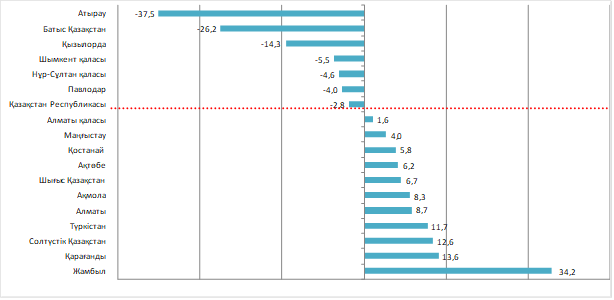 Атырау -37,5
Батыс Қазақстан -26,2
Қызылорда -14,3
Шымкент қаласы -5,5
Нұр-Сұлтан қаласы -4,6
Павлодар -4,0
Қазақстан Республикасы -2,8
Алматы қаласы 1,6
Маңғыстау 4,0
Қостанай 5,8
Ақтөбе 6,2
Шығыс Қазақстан 6,7
Ақмола 8,3
Алматы 8,7
Түркістан 11,7
Солтүстік Қазақстан 12,6
Қарағанды 13,6
Жамбыл 34,2